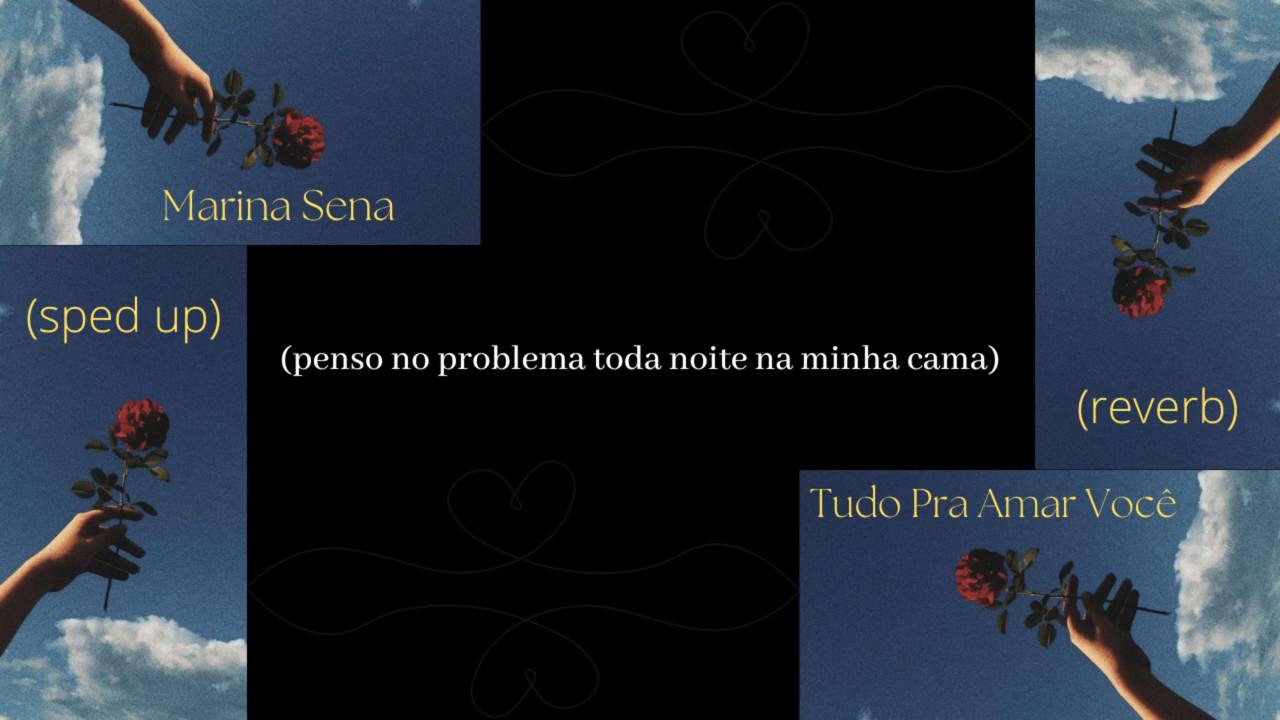 Marina Sena
(sped up)
(penso no problema toda noite na minha cama)
(reverb)
Tudo Pra Amar Você